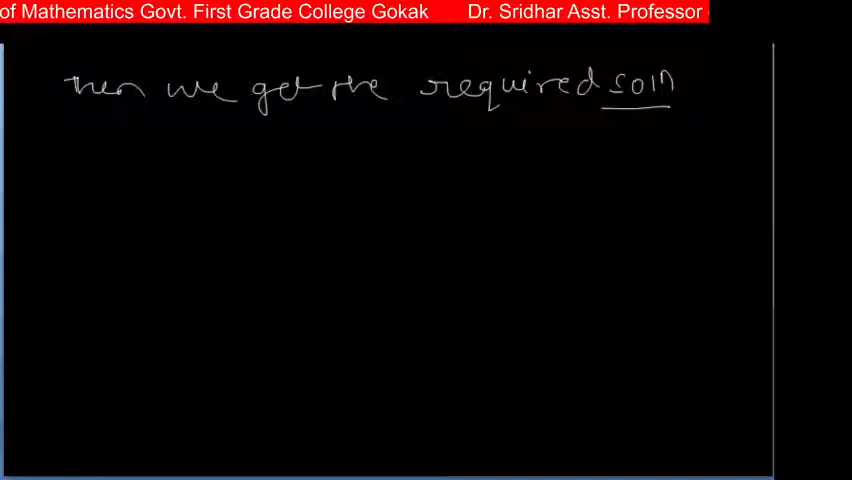 of Mathematics Govt. First Grade College Gokak Dr. Sridhar Asst. Professor
then we get the required soln